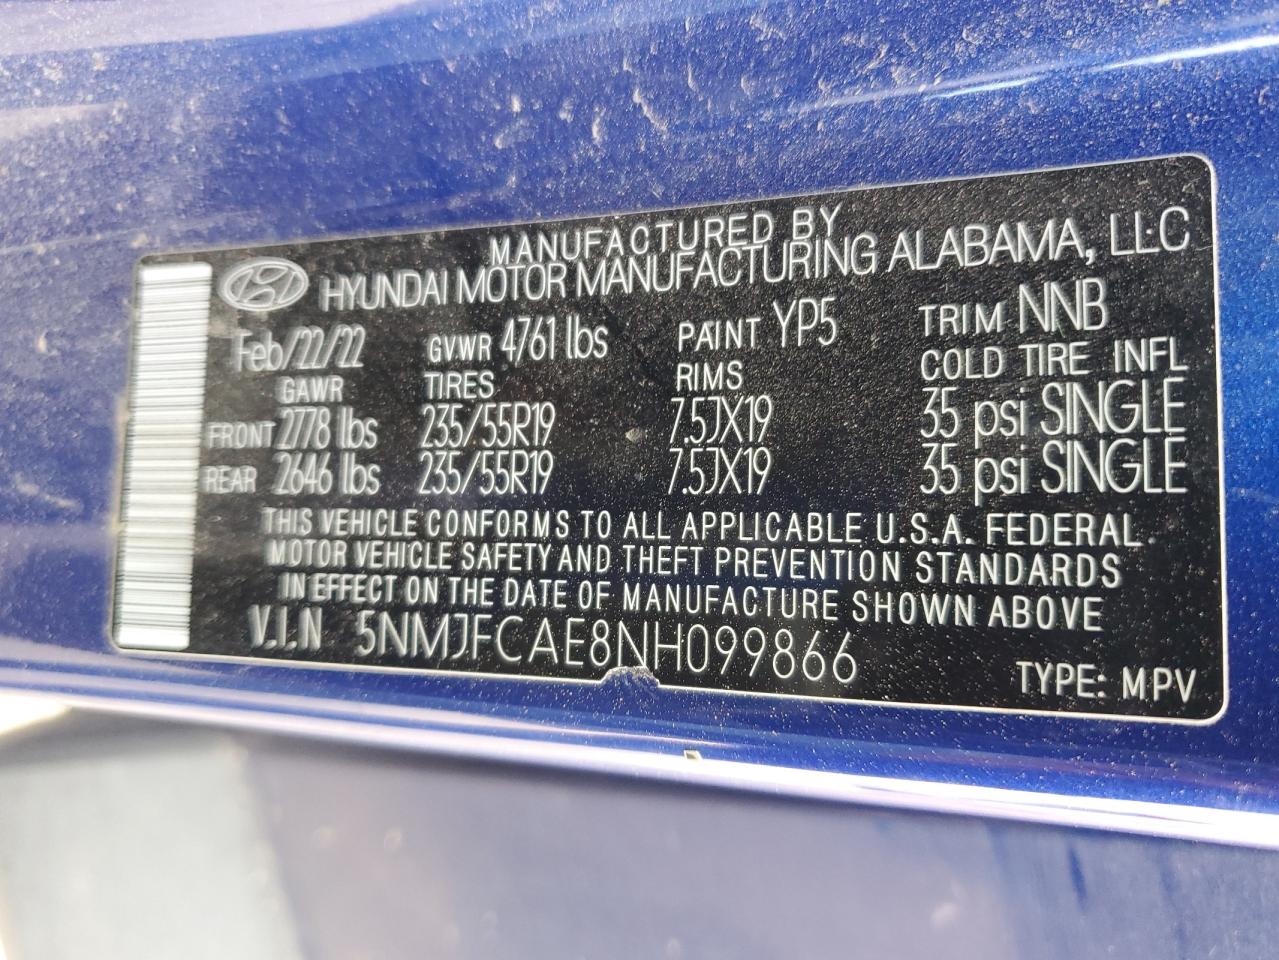 MANUFACTURED BY
HYUNDAI MOTOR MANUFACTURING ALABAMA, LLC
Feb/22/22 GVWR 4761 lbs PAINT YP5 TRIM NNB
GAWR TIRES RIMS COLD TIRE INFL
FRONT 2778 lbs 235/55R19 7.5JX19 35 psi SINGLE
REAR 2646 lbs 235/55R19 7.5JX19 35 psi SINGLE
THIS VEHICLE CONFORMS TO ALL APPLICABLE U.S.A. FEDERAL
MOTOR VEHICLE SAFETY AND THEFT PREVENTION STANDARDS
IN EFFECT ON THE DATE OF MANUFACTURE SHOWN ABOVE
V.I.N 5NMJFCAE8NH099866
TYPE: MPV